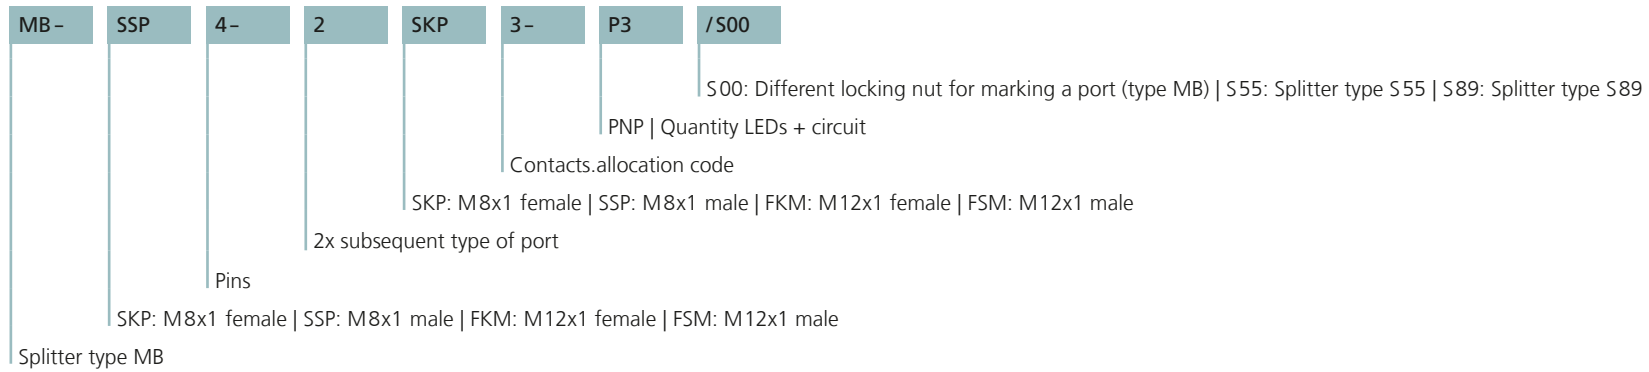 MB- SSP 4- 2 SKP 3- P3 /S00
S00: Different locking nut for marking a port (type MB) | S55: Splitter type S55 | S89: Splitter type S89
PNP | Quantity LEDs + circuit
Contacts.allocation code
SKP: M8x1 female | SSP: M8x1 male | FKM: M12x1 female | FSM: M12x1 male
2x subsequent type of port
Pins
SKP: M8x1 female | SSP: M8x1 male | FKM: M12x1 female | FSM: M12x1 male
Splitter type MB